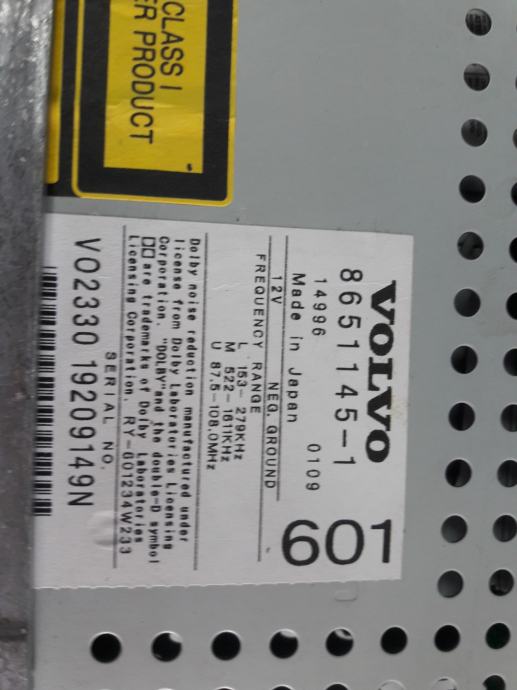 CLASS I
ER PRODUCT
VOLVO
8651145-1
601
14996 0109
Made in Japan
12V NEG. GROUND
FREQUENCY RANGE
L 153- 279KHz
M 522-1611KHz
U 87.5-108.0MHz
Dolby noise reduction manufactured under
license from Dolby Laboratories Licensing
Corporation. "DOLBY" and the double-D symbol
are trademarks of Dolby Laboratories
Licensing Corporation. RY-601234W233
SERIAL NO.
VO2330 19209149N